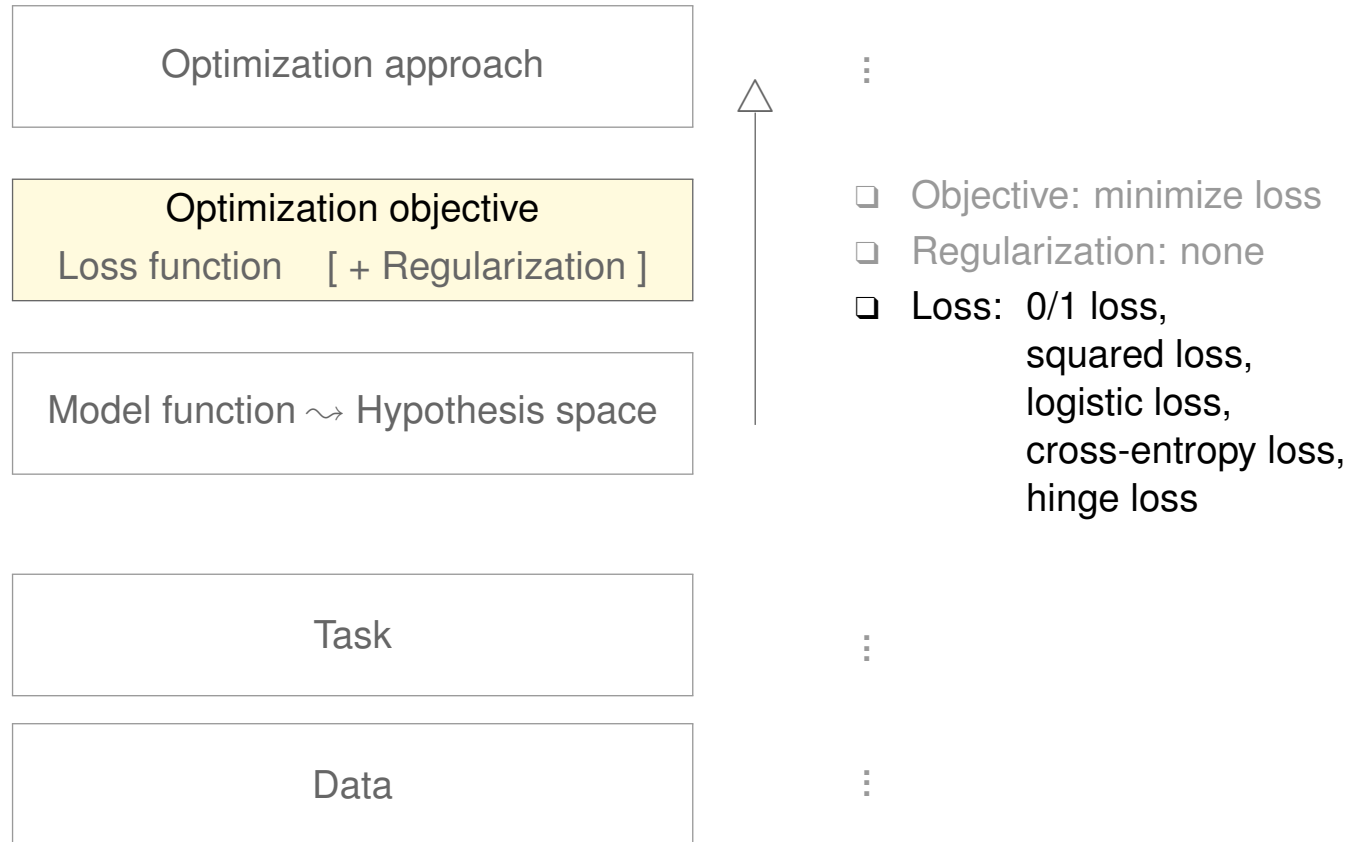 Optimization approach
⋮
Optimization objective
Loss function [ + Regularization ]
❑ Objective: minimize loss
❑ Regularization: none
❑ Loss: 0/1 loss,
squared loss,
logistic loss,
cross-entropy loss,
hinge loss
Model function ⇝ Hypothesis space
Task
⋮
Data
⋮